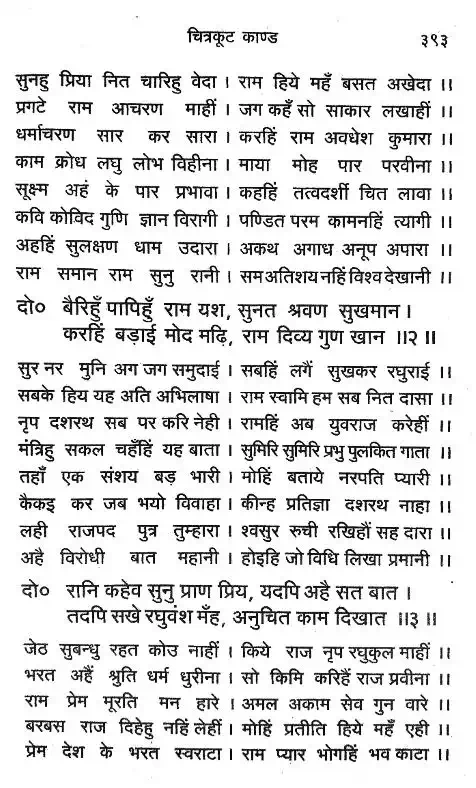 चित्रकूट काण्ड ३९३
सुनहु प्रिया नित चारिहु वेदा । राम हिये महँ बसत अखेदा ।।
प्रगटे राम आचरण माहीं । जग कहँ सो साकार लखाहीं ।।
धर्माचरण सार कर सारा । करहिं राम अवधेश कुमारा ।।
काम क्रोध लघु लोभ विहीना । माया मोह पार परवीना ।।
सूक्ष्म अहं के पार प्रभावा । कहहिं तत्वदर्शी चित लावा ।।
कवि कोविद गुणि ज्ञान विरागी । पण्डित परम कामनहिं त्यागी ।।
अहहिं सुलक्षण धाम उदारा । अकथ अगाध अनूप अपारा ।।
राम समान राम सुनु रानी । सम अतिशय नहिं विश्व देखानी ।।
दो० बैरिहुँ पापिहुँ राम यश, सुनत श्रवण सुखमान ।
करहिं बड़ाई मोद मढ़ि, राम दिव्य गुण खान ।।२।।
सुर नर मुनि अग जग समुदाई । सबहिं लगैं सुखकर रघुराई ।।
सबके हिय यह अति अभिलाषा । राम स्वामि हम सब नित दासा ।।
नृप दशरथ सब पर करि नेही । रामहिं अब युवराज करेहीं ।।
मंत्रिहु सकल चहँहिं यह बाता । सुमिरि सुमिरि प्रभु पुलकित गाता ।।
तहाँ एक संशय बड़ भारी । मोहिं बताये नरपति प्यारी ।।
कैकइ कर जब भयो विवाहा । कीन्ह प्रतिज्ञा दशरथ नाहा ।।
लही राजपद पुत्र तुम्हारा । श्वसुर रुची रखिहौं सह दारा ।।
अहै विरोधी बात महानी । होइहि जो विधि लिखा प्रमानी ।।
दो० रानि कहेव सुनु प्राण प्रिय, यदपि अहै सत बात ।
तदपि सखे रघुवंश मँह, अनुचित काम दिखात ।।३।।
जेठ सुबन्धु रहत कोउ नाहीं । किये राज नृप रघुकुल माहीं ।।
भरत अहैं श्रुति धर्म धुरीना । सो किमि करिहैं राज प्रवीना ।।
राम प्रेम मूरति मन हारे । अमल अकाम सेव गुन वारे ।।
बरबस राज दिहेहु नहिं लेहीं । मोहिं प्रतीति हिये महँ एही ।।
प्रेम देश के भरत स्वराटा । राम प्यार भोगहिं भव काटा ।।